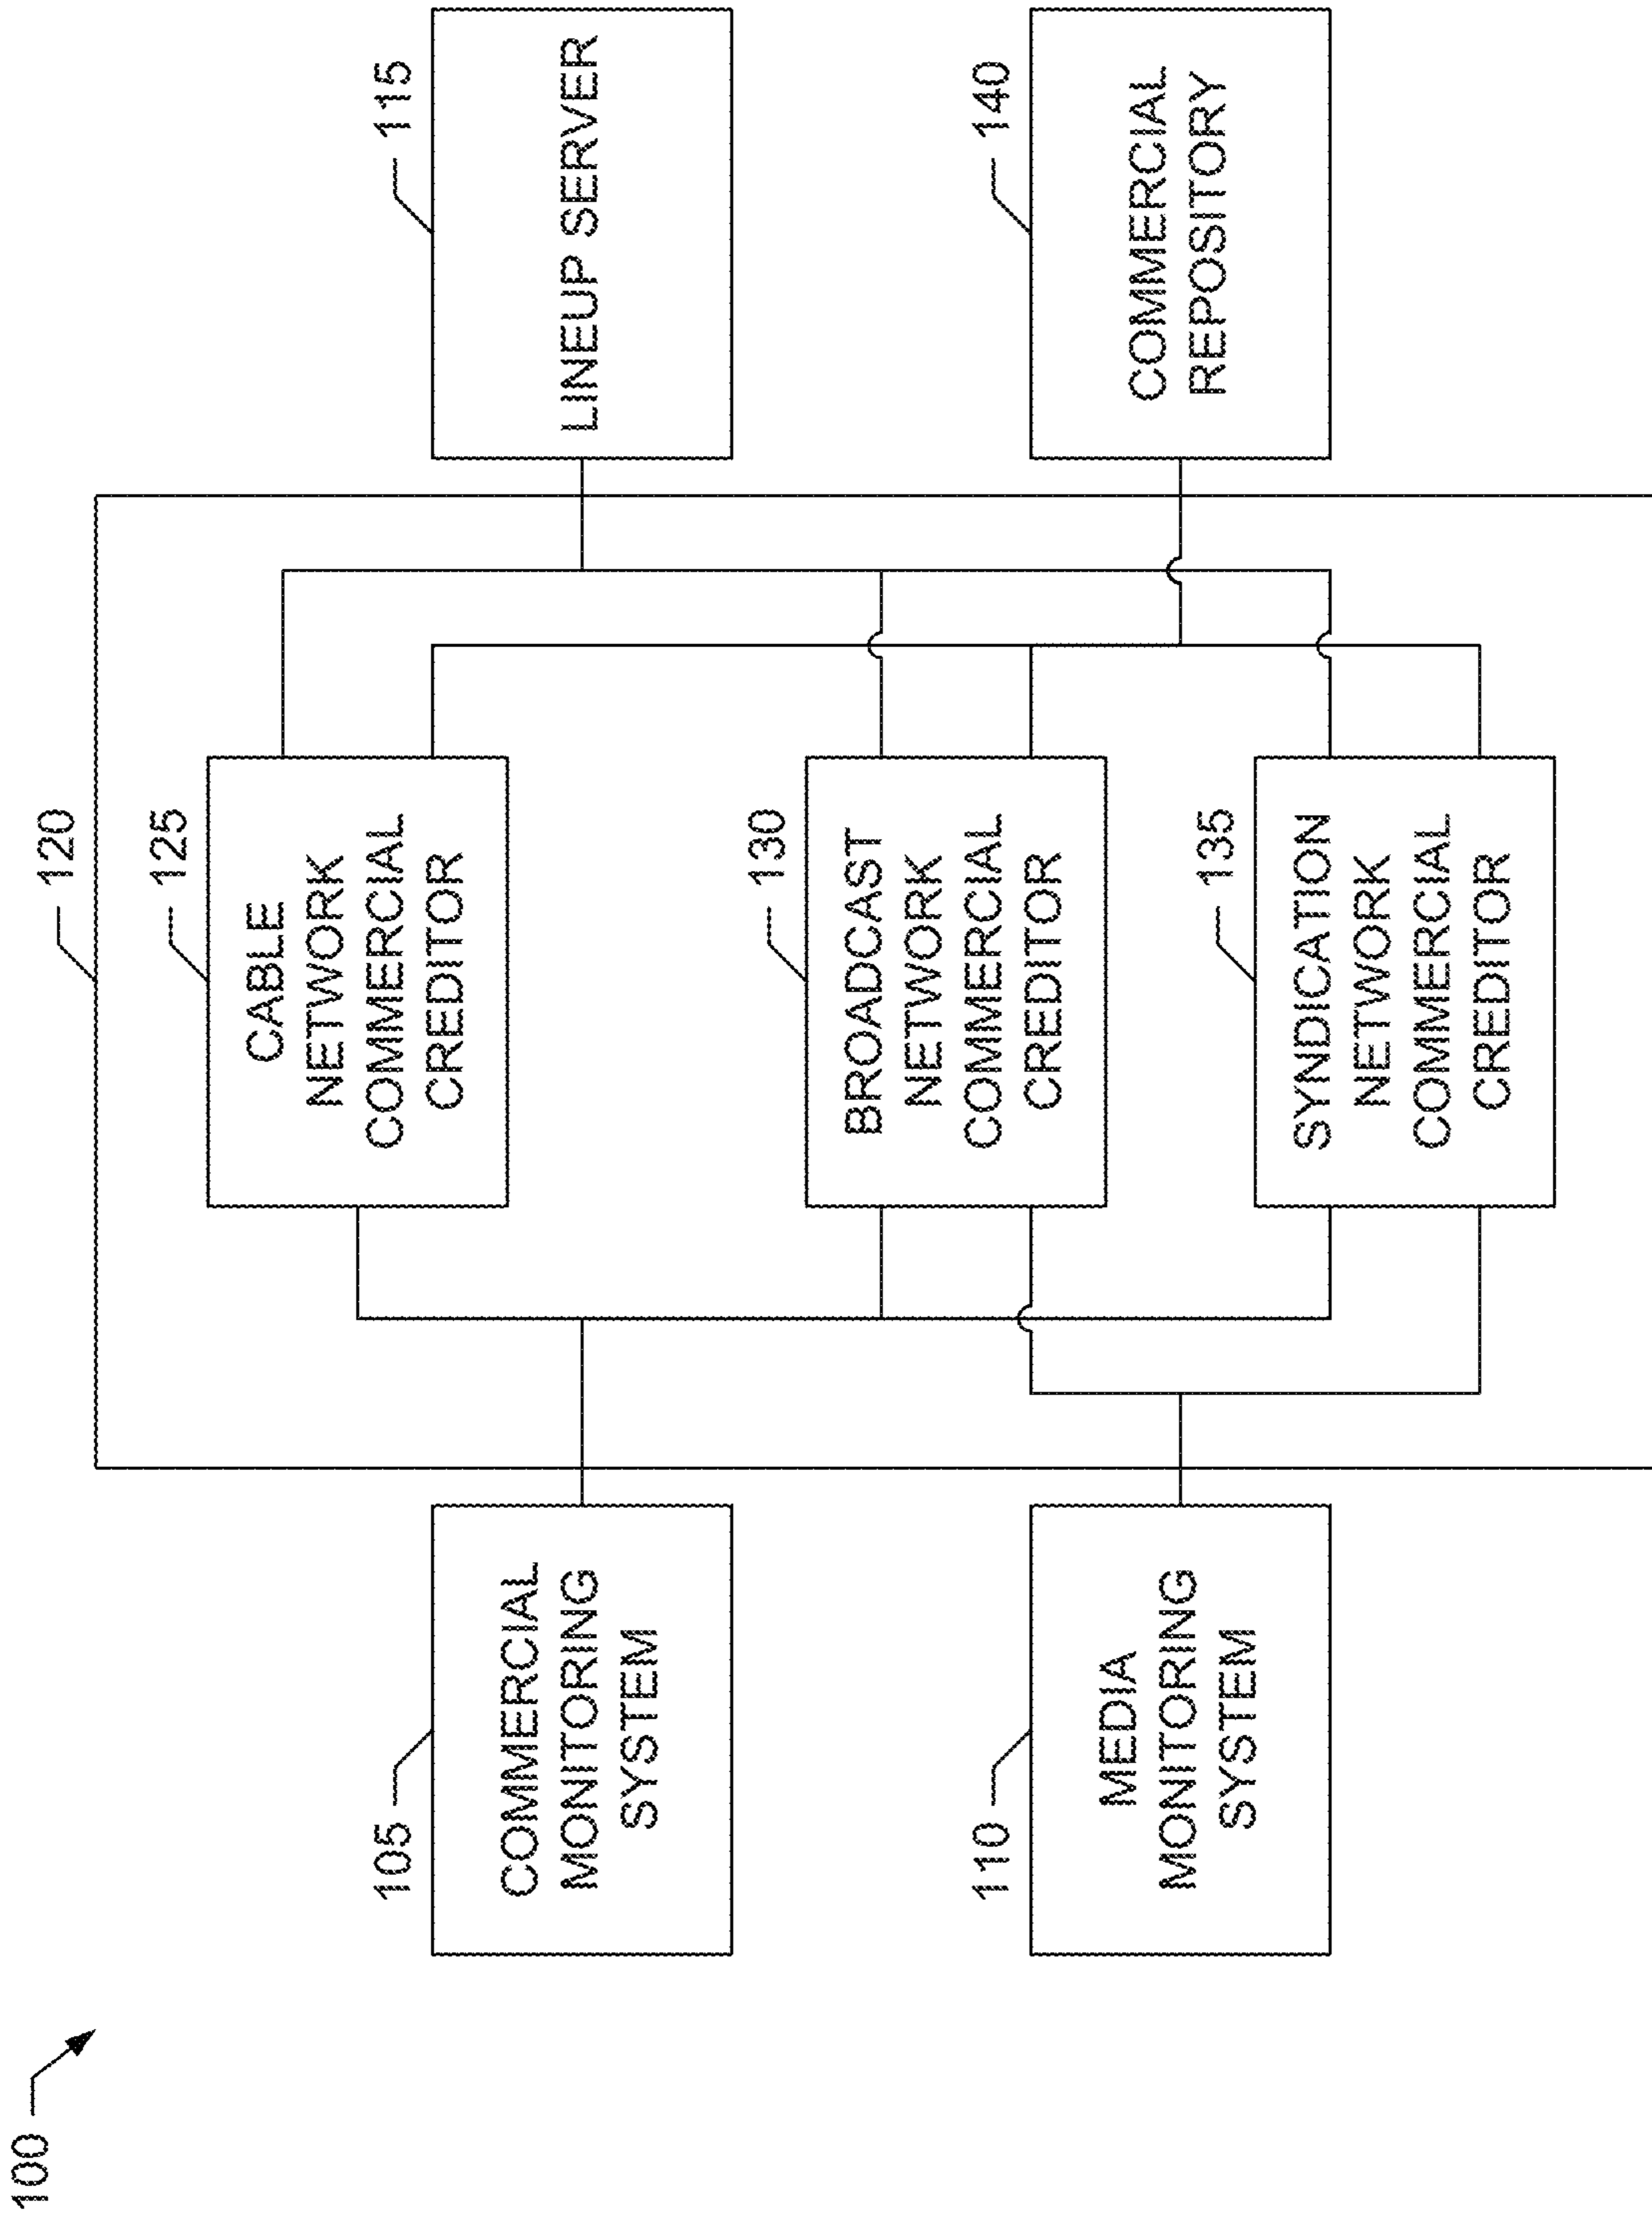 100
120
105
COMMERCIAL
MONITORING
SYSTEM
110
MEDIA
MONITORING
SYSTEM
125
CABLE
NETWORK
COMMERCIAL
CREDITOR
130
BROADCAST
NETWORK
COMMERCIAL
CREDITOR
135
SYNDICATION
NETWORK
COMMERCIAL
CREDITOR
115
LINEUP SERVER
140
COMMERCIAL
REPOSITORY